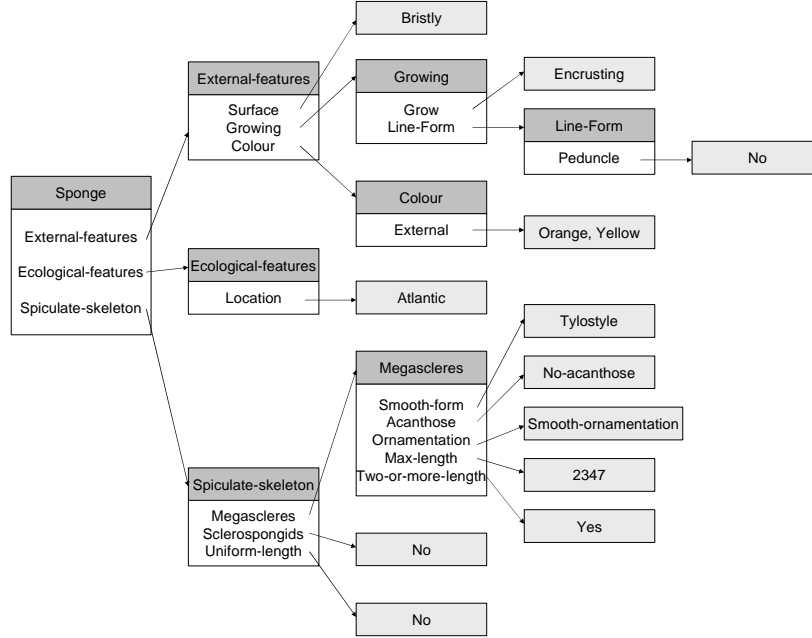 Bristly
External-features
Surface
Growing
Colour
Growing
Grow
Line-Form
Encrusting
Line-Form
Peduncle
No
Sponge
External-features
Ecological-features
Spiculate-skeleton
Colour
External
Orange, Yellow
Ecological-features
Location
Atlantic
Megascleres
Smooth-form
Acanthose
Ornamentation
Max-length
Two-or-more-length
Tylostyle
No-acanthose
Smooth-ornamentation
2347
Yes
Spiculate-skeleton
Megascleres
Sclerospongids
Uniform-length
No
No